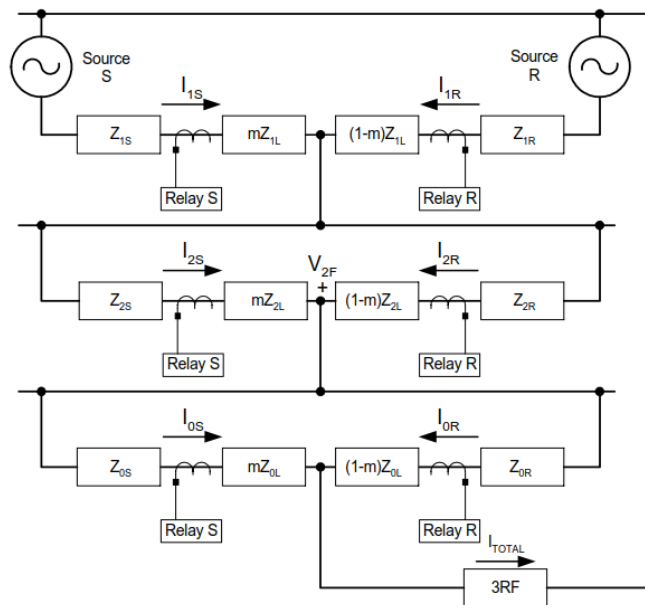 Source S
Source R
I1S
I1R
Z1S
mZ1L
(1-m)Z1L
Z1R
Relay S
Relay R
I2S
V2F
+
I2R
Z2S
mZ2L
(1-m)Z2L
Z2R
Relay S
Relay R
I0S
I0R
Z0S
mZ0L
(1-m)Z0L
Z0R
Relay S
Relay R
ITOTAL
3RF